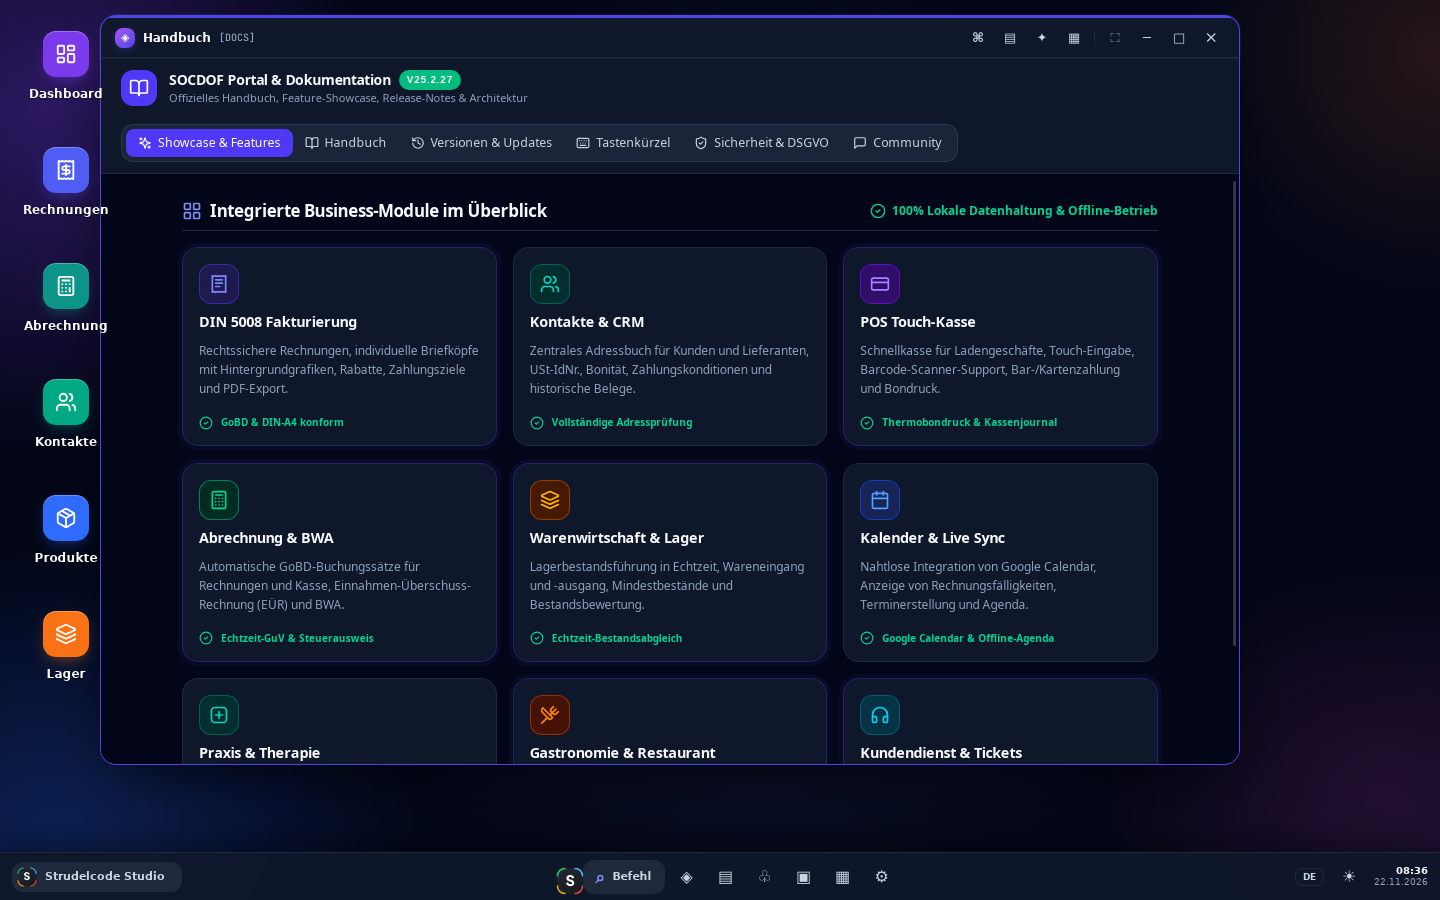 Dashboard
Rechnungen
Abrechnung
Kontakte
Produkte
Lager
Handbuch [DOCS]
SOCDOF Portal & Dokumentation V25.2.27
Offizielles Handbuch, Feature-Showcase, Release-Notes & Architektur
Showcase & Features Handbuch Versionen & Updates Tastenkürzel Sicherheit & DSGVO Community
Integrierte Business-Module im Überblick
100% Lokale Datenhaltung & Offline-Betrieb
DIN 5008 Fakturierung
Rechtssichere Rechnungen, individuelle Briefköpfe
mit Hintergrundgrafiken, Rabatte, Zahlungsziele
und PDF-Export.
GoBD & DIN-A4 konform
Kontakte & CRM
Zentrales Adressbuch für Kunden und Lieferanten,
USt-IdNr., Bonität, Zahlungskonditionen und
historische Belege.
Vollständige Adressprüfung
POS Touch-Kasse
Schnellkasse für Ladengeschäfte, Touch-Eingabe,
Barcode-Scanner-Support, Bar-/Kartenzahlung
und Bondruck.
Thermobondruck & Kassenjournal
Abrechnung & BWA
Automatische GoBD-Buchungssätze für
Rechnungen und Kasse, Einnahmen-Überschuss-
Rechnung (EÜR) und BWA.
Echtzeit-GuV & Steuerausweis
Warenwirtschaft & Lager
Lagerbestandsführung in Echtzeit, Wareneingang
und -ausgang, Mindestbestände und
Bestandsbewertung.
Echtzeit-Bestandsabgleich
Kalender & Live Sync
Nahtlose Integration von Google Calendar,
Anzeige von Rechnungsfälligkeiten,
Terminerstellung und Agenda.
Google Calendar & Offline-Agenda
Praxis & Therapie
Gastronomie & Restaurant
Kundendienst & Tickets
S Strudelcode Studio
S Befehl
DE
08:36
22.11.2026